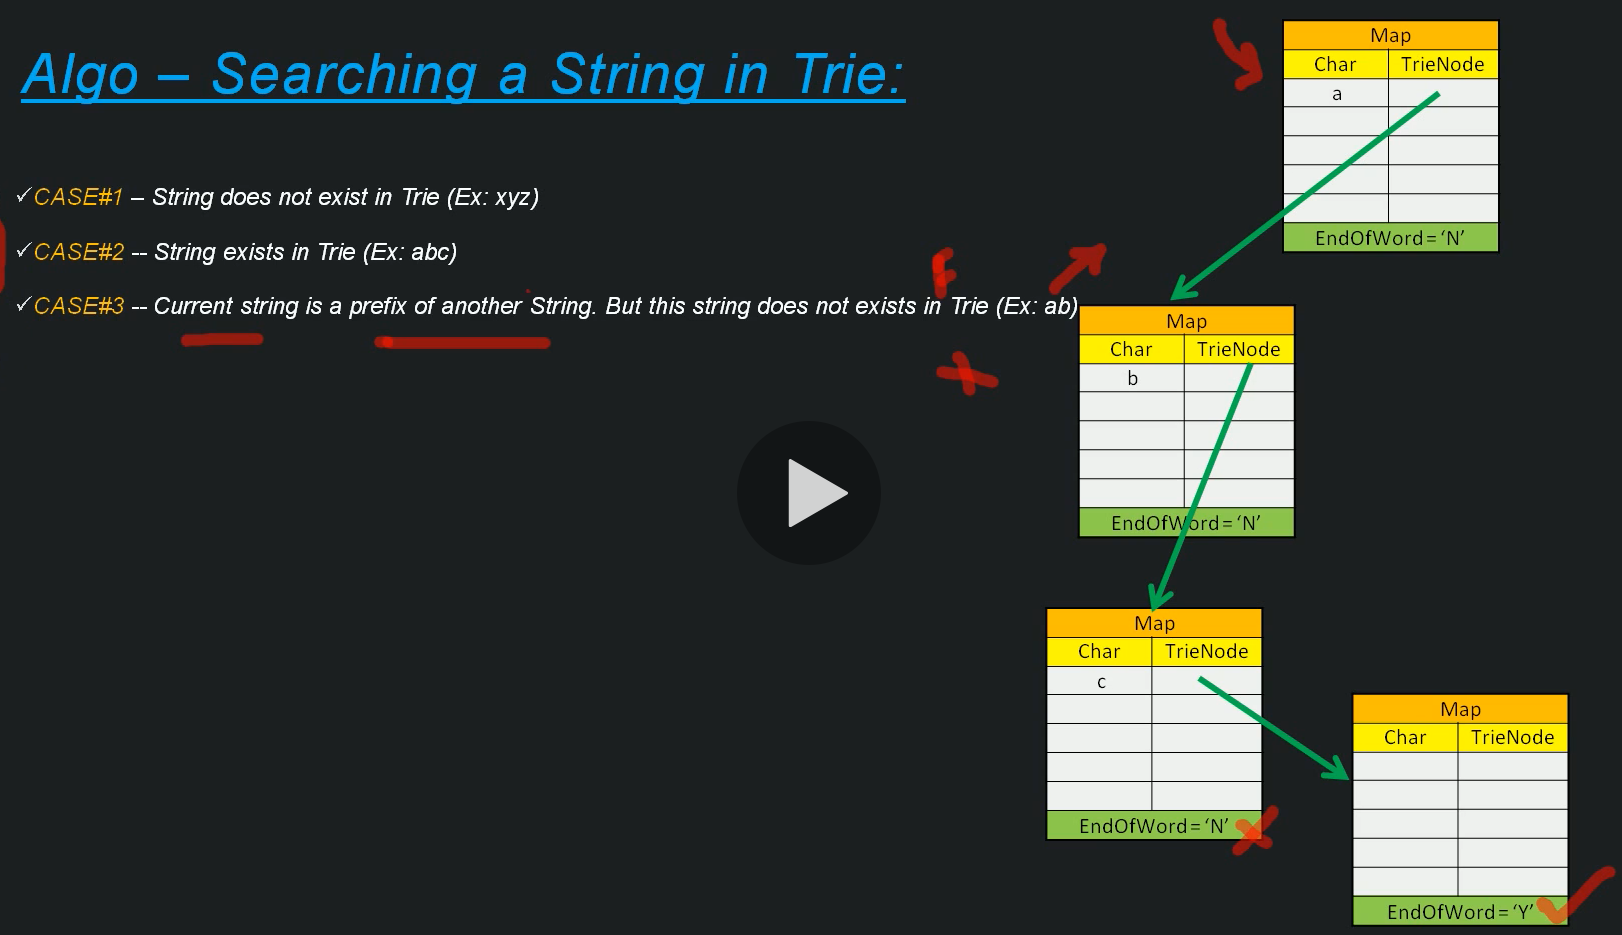 Algo – Searching a String in Trie:
✓CASE#1 – String does not exist in Trie (Ex: xyz)
✓CASE#2 -- String exists in Trie (Ex: abc)
F
✓CASE#3 -- Current string is a prefix of another String. But this string does not exists in Trie (Ex: ab)
Map
Char TrieNode
a
EndOfWord= ‘N’
Map
Char TrieNode
b
EndOfWord= ‘N’
Map
Char TrieNode
c
EndOfWord= ‘N’
Map
Char TrieNode
EndOfWord= ‘Y’